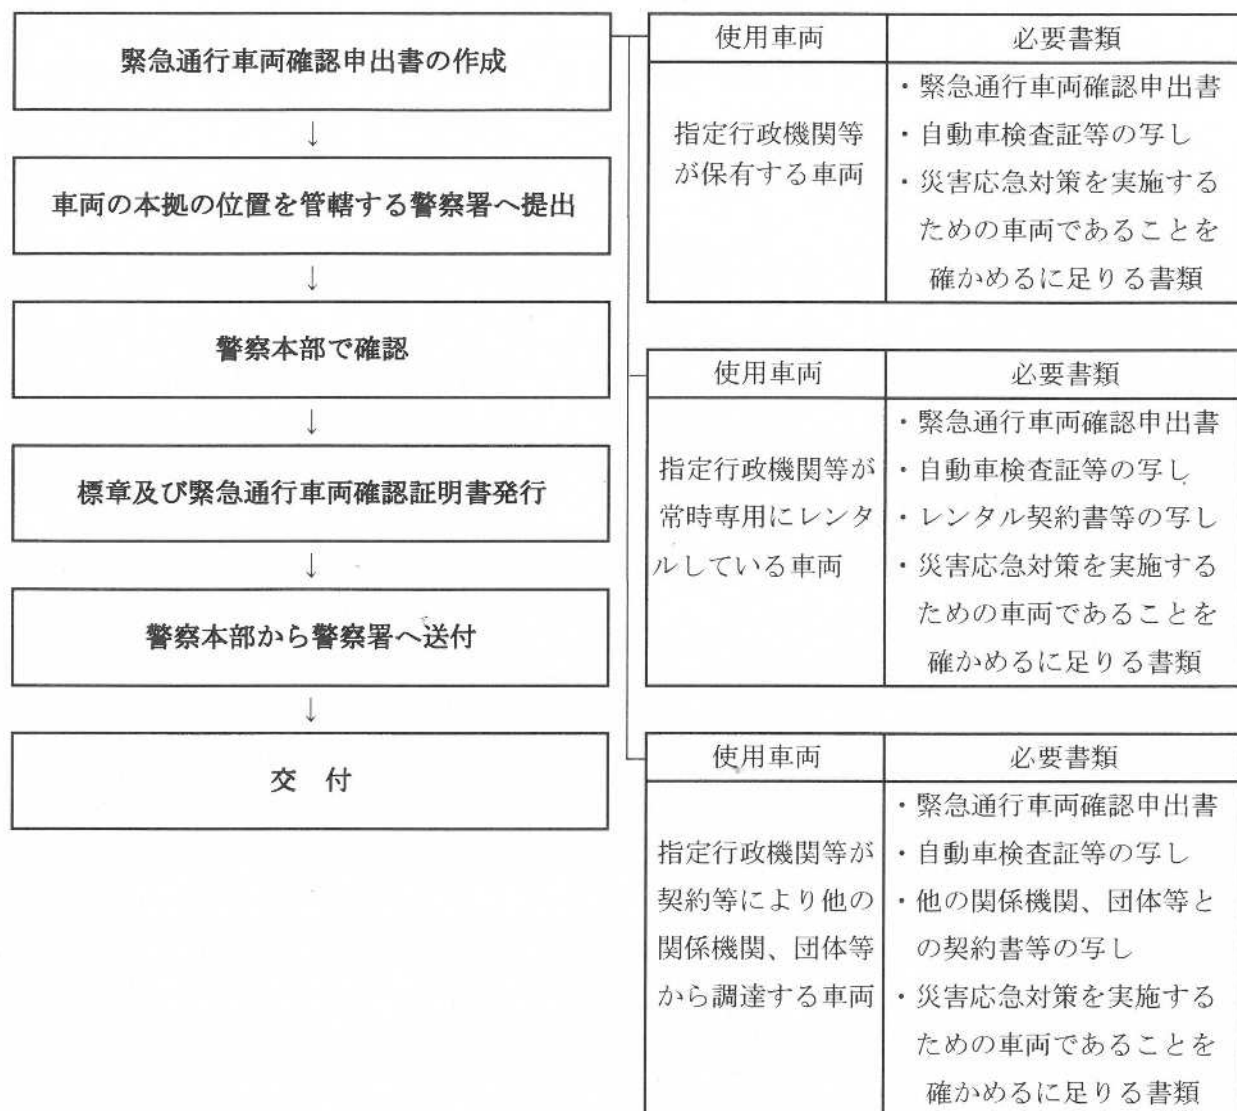 緊急通行車両確認申出書の作成
↓
車両の本拠の位置を管轄する警察署へ提出
↓
警察本部で確認
↓
標章及び緊急通行車両確認証明書発行
↓
警察本部から警察署へ送付
↓
交　付
使用車両
必要書類
指定行政機関等
が保有する車両
・緊急通行車両確認申出書
・自動車検査証等の写し
・災害応急対策を実施する
ための車両であることを
確かめるに足りる書類
使用車両
必要書類
指定行政機関等が
常時専用にレンタ
ルしている車両
・緊急通行車両確認申出書
・自動車検査証等の写し
・レンタル契約書等の写し
・災害応急対策を実施する
ための車両であることを
確かめるに足りる書類
使用車両
必要書類
指定行政機関等が
契約等により他の
関係機関、団体等
から調達する車両
・緊急通行車両確認申出書
・自動車検査証等の写し
・他の関係機関、団体等と
の契約書等の写し
・災害応急対策を実施する
ための車両であることを
確かめるに足りる書類